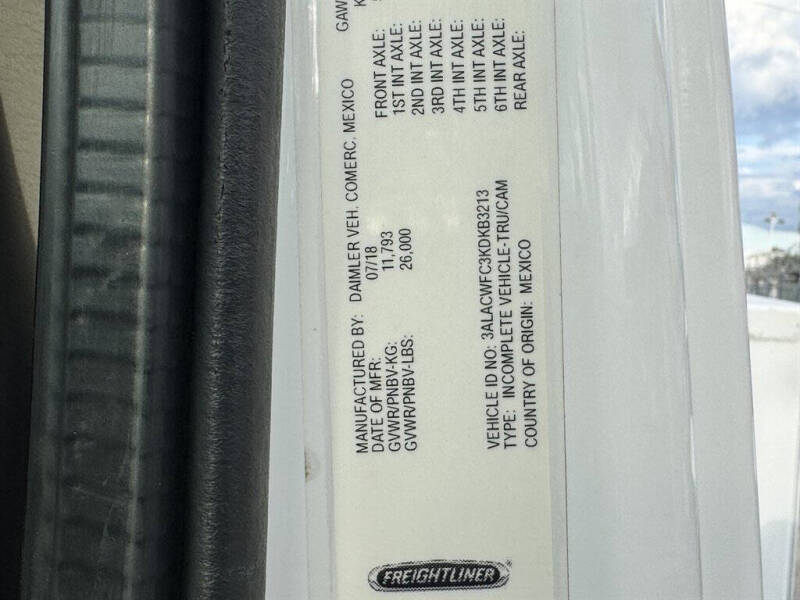 FREIGHTLINER
MANUFACTURED BY: DAIMLER VEH. COMERC. MEXICO
DATE OF MFR: 07/18
GVWR/PNBV-KG: 11,793
GVWR/PNBV-LBS: 26,000
VEHICLE ID NO: 3ALACWFC3KDKB3213
TYPE: INCOMPLETE VEHICLE-TRU/CAM
COUNTRY OF ORIGIN: MEXICO
GAW
FRONT AXLE:
1ST INT AXLE:
2ND INT AXLE:
3RD INT AXLE:
4TH INT AXLE:
5TH INT AXLE:
6TH INT AXLE:
REAR AXLE: